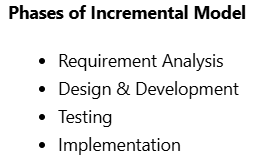 Phases of Incremental Model
• Requirement Analysis
• Design & Development
• Testing
• Implementation